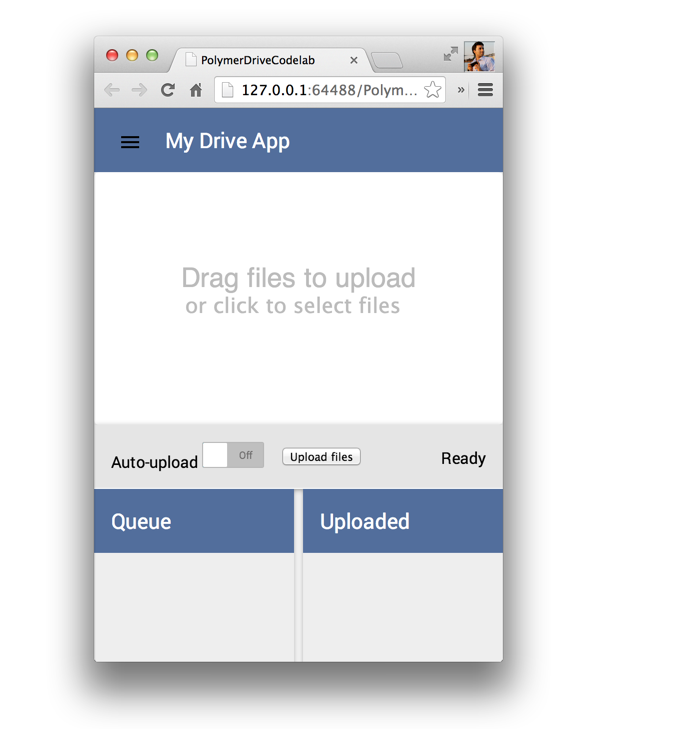 PolymerDriveCodelab
127.0.0.1:64488/Polym...
»
My Drive App
Drag files to upload
or click to select files
Auto-upload Off Upload files Ready
Queue Uploaded